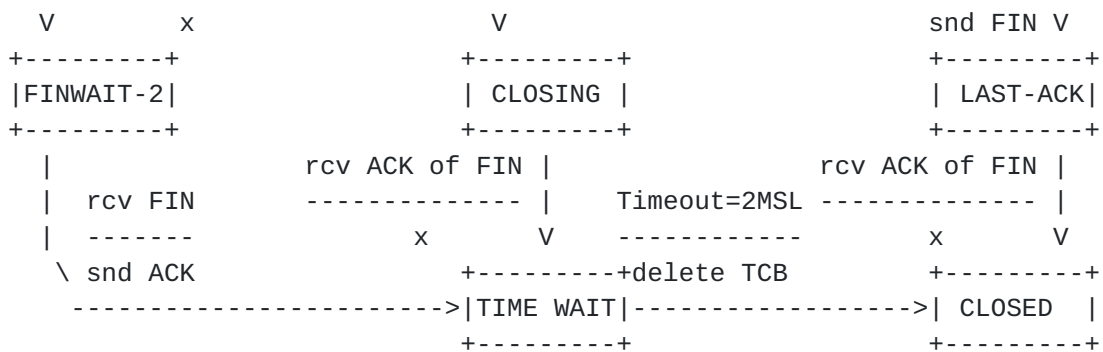 V        x                  V                           snd FIN V
+---------+                 +---------+                 +---------+
|FINWAIT-2|                 | CLOSING |                 | LAST-ACK|
+---------+                 +---------+                 +---------+
  |               rcv ACK of FIN |               rcv ACK of FIN |
  |  rcv FIN      -------------- |    Timeout=2MSL -------------- |
  |  -------             x       V    ------------       x       V
   \ snd ACK                +---------+delete TCB       +---------+
    ------------------------>|TIME WAIT|------------------>| CLOSED  |
                            +---------+                 +---------+